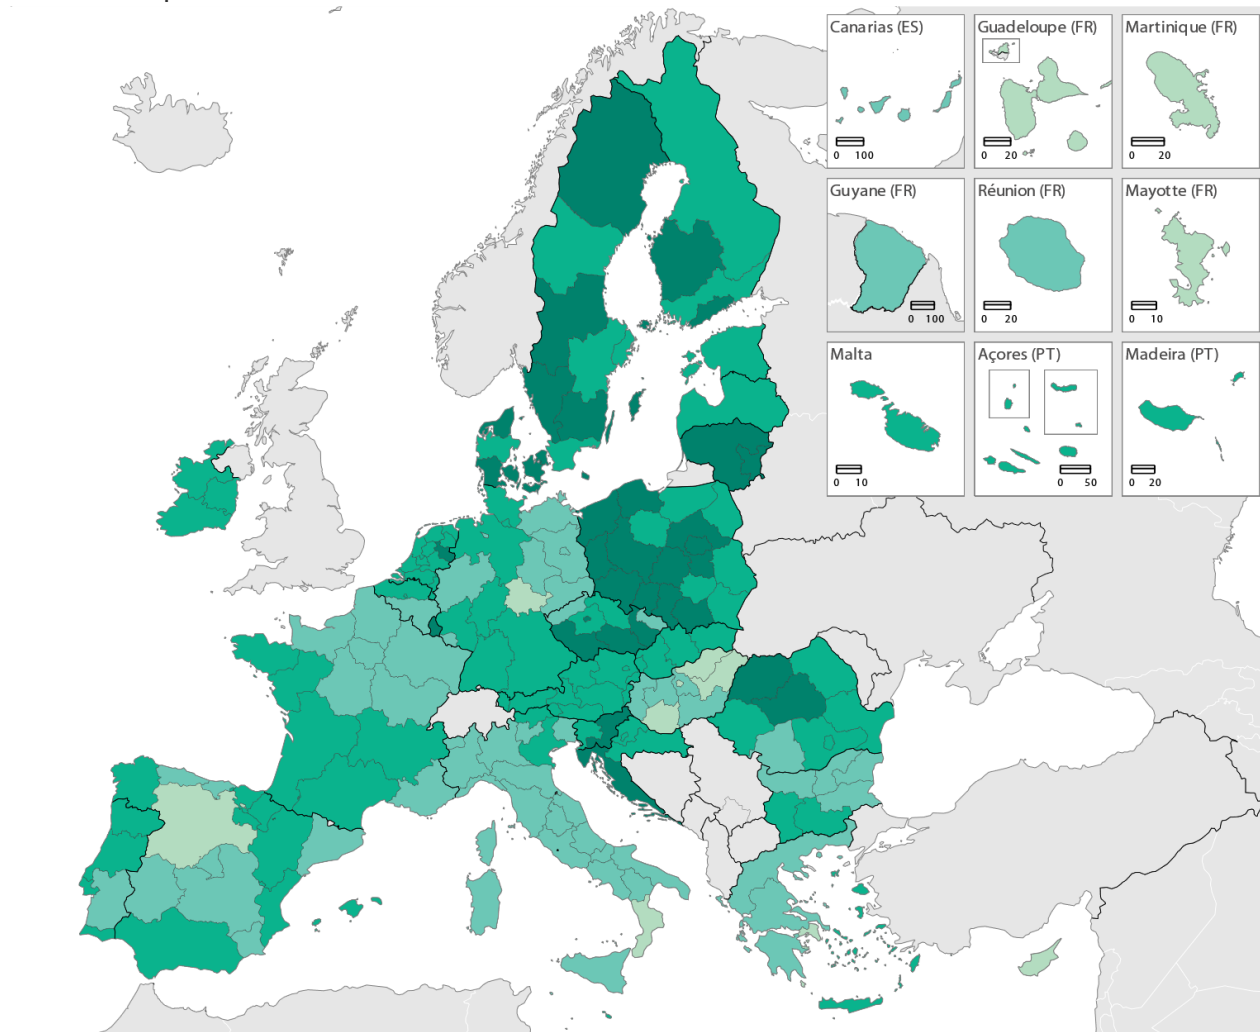 Canarias (ES)
0 100
Guadeloupe (FR)
0 20
Martinique (FR)
0 20
Guyane (FR)
0 100
Réunion (FR)
0 20
Mayotte (FR)
0 10
Malta
0 10
Açores (PT)
0 50
Madeira (PT)
0 20